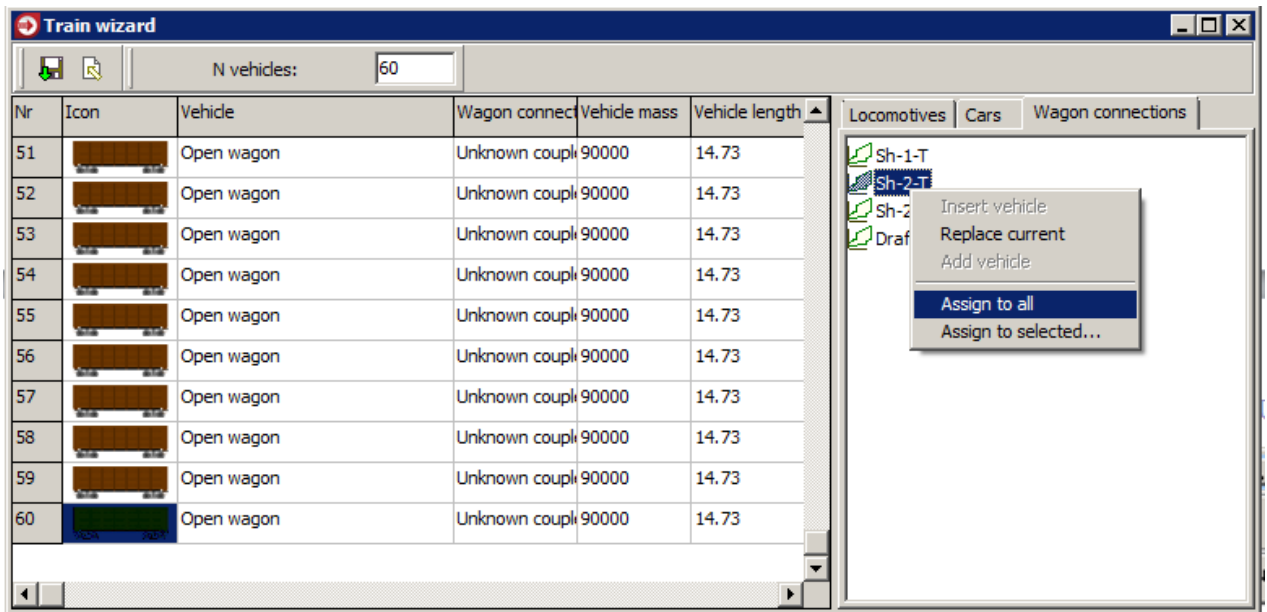 Train wizard
N vehicles: 60
Nr Icon Vehicle Wagon connect Vehicle mass Vehicle length
51 Open wagon Unknown coupl 90000 14.73
52 Open wagon Unknown coupl 90000 14.73
53 Open wagon Unknown coupl 90000 14.73
54 Open wagon Unknown coupl 90000 14.73
55 Open wagon Unknown coupl 90000 14.73
56 Open wagon Unknown coupl 90000 14.73
57 Open wagon Unknown coupl 90000 14.73
58 Open wagon Unknown coupl 90000 14.73
59 Open wagon Unknown coupl 90000 14.73
60 Open wagon Unknown coupl 90000 14.73
Locomotives Cars Wagon connections
Sh-1-T
Sh-2-T
Sh-2
Draf
Insert vehicle
Replace current
Add vehicle
Assign to all
Assign to selected...